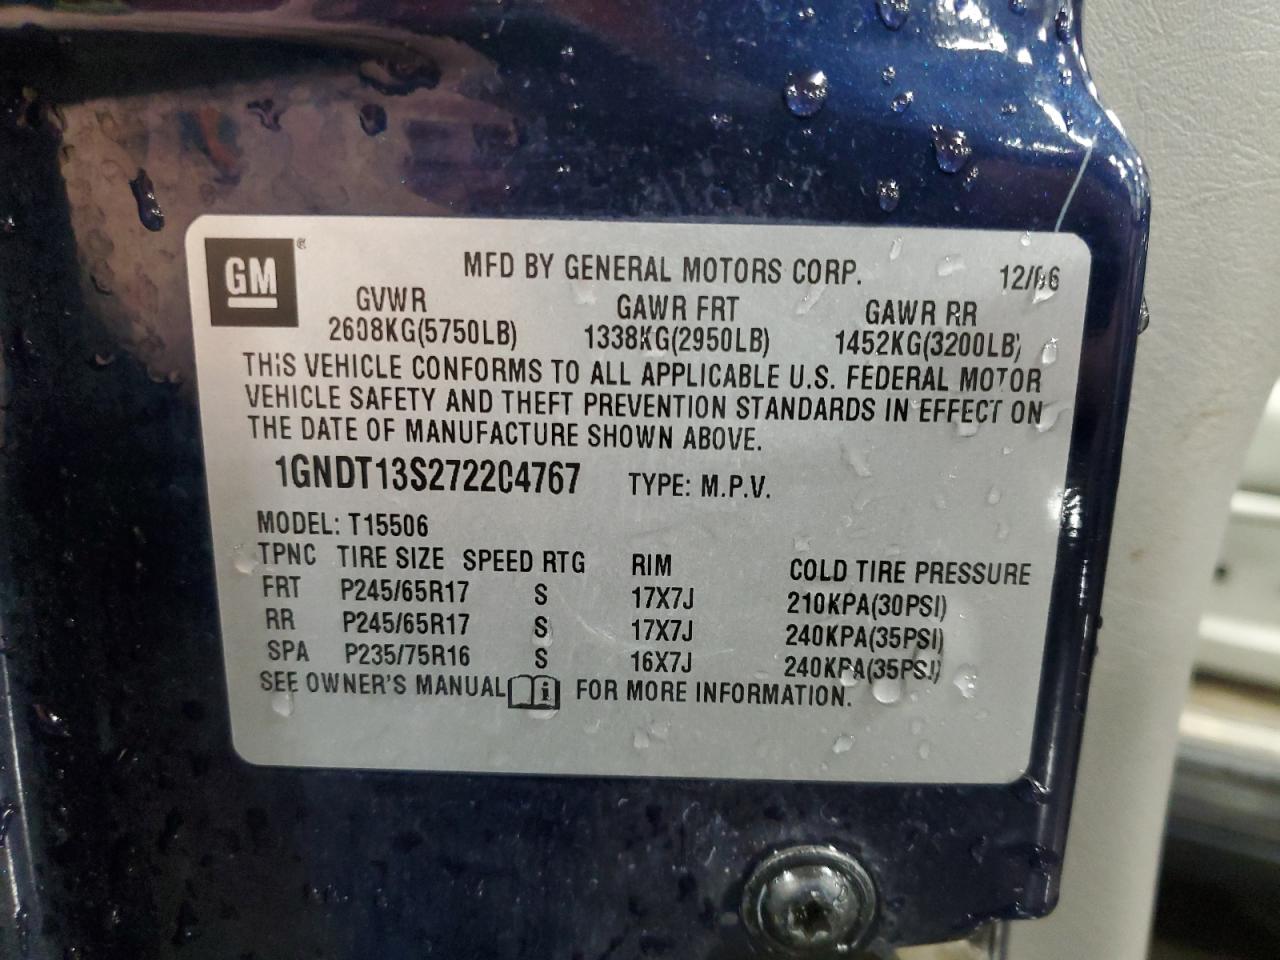 GM ®
MFD BY GENERAL MOTORS CORP. 12/06
GVWR GAWR FRT GAWR RR
2608KG(5750LB) 1338KG(2950LB) 1452KG(3200LB)
THIS VEHICLE CONFORMS TO ALL APPLICABLE U.S. FEDERAL MOTOR
VEHICLE SAFETY AND THEFT PREVENTION STANDARDS IN EFFECT ON
THE DATE OF MANUFACTURE SHOWN ABOVE.
1GNDT13S272204767 TYPE: M.P.V.
MODEL: T15506
TPNC TIRE SIZE SPEED RTG RIM COLD TIRE PRESSURE
FRT P245/65R17 S 17X7J 210KPA(30PSI)
RR P245/65R17 S 17X7J 240KPA(35PSI)
SPA P235/75R16 S 16X7J 240KPA(35PSI)
SEE OWNER'S MANUAL FOR MORE INFORMATION.